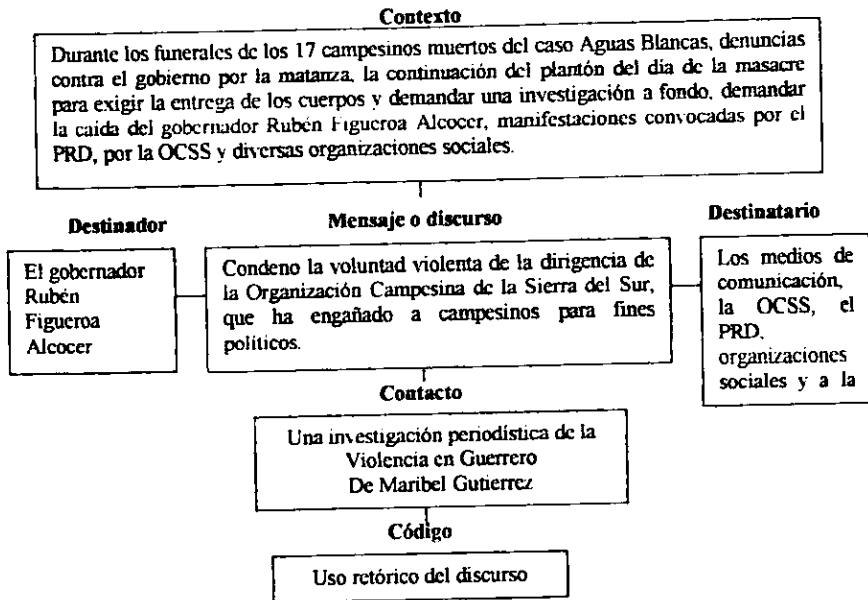 Contexto
Durante los funerales de los 17 campesinos muertos del caso Aguas Blancas, denuncias
contra el gobierno por la matanza, la continuación del plantón del día de la masacre
para exigir la entrega de los cuerpos y demandar una investigación a fondo, demandar
la caída del gobernador Rubén Figueroa Alcocer, manifestaciones convocadas por el
PRD, por la OCSS y diversas organizaciones sociales.
Destinador
Mensaje o discurso
Destinatario
El gobernador
Rubén
Figueroa
Alcocer
Condeno la voluntad violenta de la dirigencia de
la Organización Campesina de la Sierra del Sur,
que ha engañado a campesinos para fines
políticos.
Los medios de
comunicación,
la OCSS, el
PRD,
organizaciones
sociales y a la
Contacto
Una investigación periodística de la
Violencia en Guerrero
De Maribel Gutierrez
Código
Uso retórico del discurso